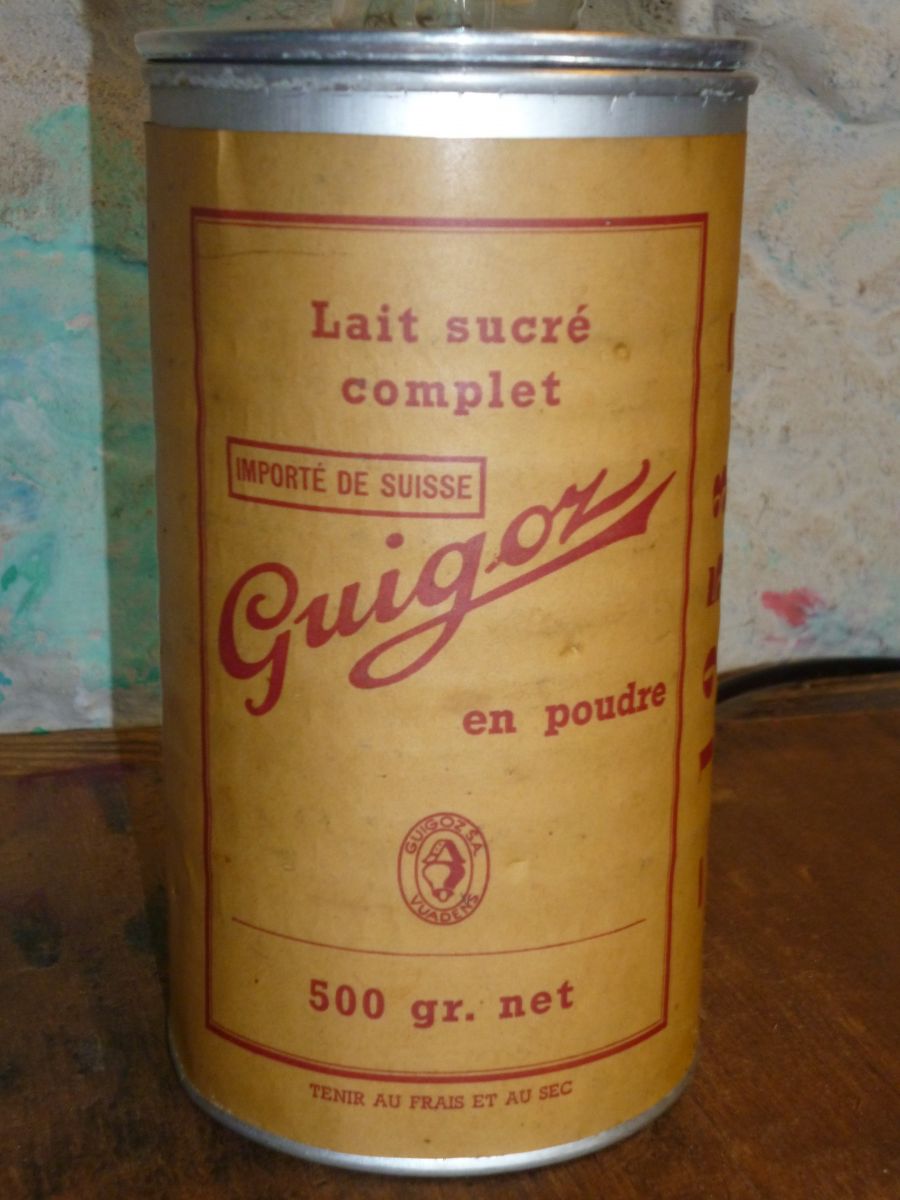 Lait sucré
complet
IMPORTÉ DE SUISSE
Guigoz
en poudre
GUIGOZ S.A.
VUADENS
500 gr. net
TENIR AU FRAIS ET AU SEC